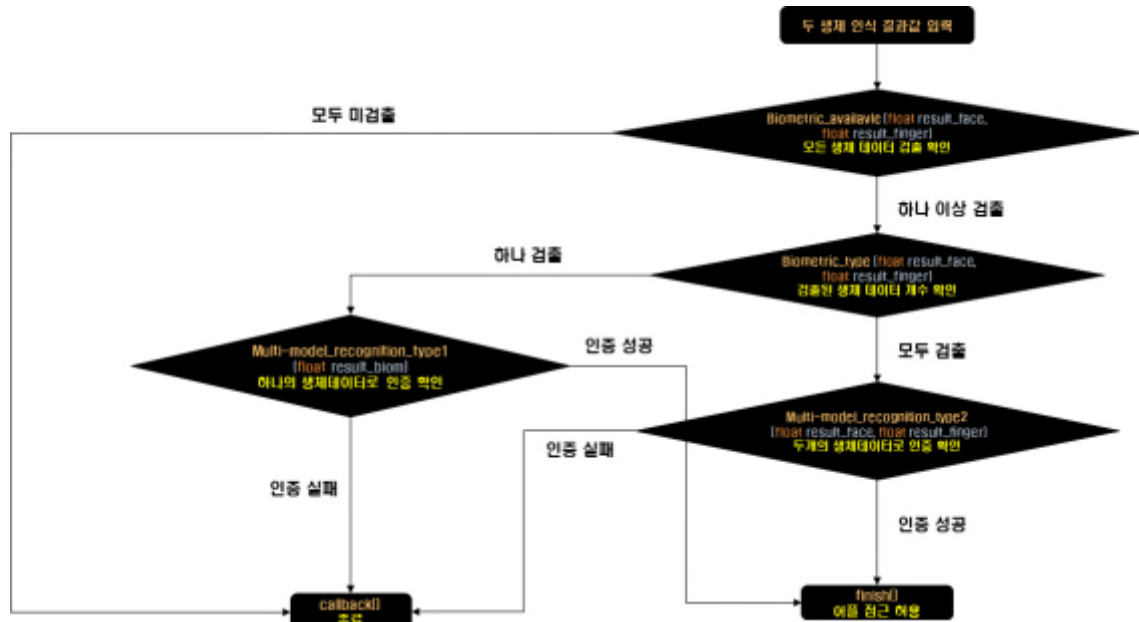 두 생체 인식 결과값 입력
모두 미검출
Biometric_availavle (float result_face,
float result_finger)
모든 생체 데이터 검출 확인
하나 이상 검출
하나 검출
Biometric_type (float result_face,
float result_finger)
검출된 생체 데이터 개수 확인
Multi-model_recognition_type1
(float result_biom)
하나의 생체데이터로 인증 확인
인증 성공
모두 검출
Multi-model_recognition_type2
(float result_face, float result_finger)
두개의 생체데이터로 인증 확인
인증 실패
인증 실패
인증 성공
callback()
종료
finish()
어플 접근 허용